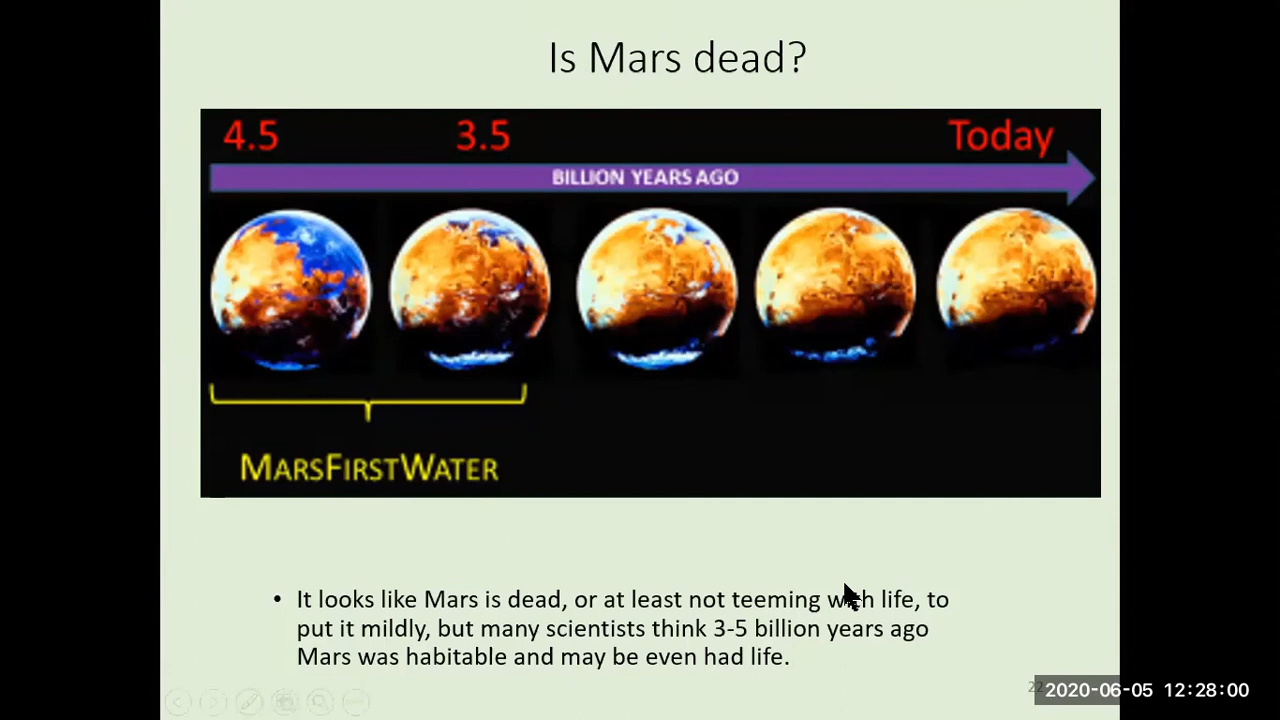 Is Mars dead?
4.5 3.5 Today
BILLION YEARS AGO
MARSFIRSTWATER
• It looks like Mars is dead, or at least not teeming with life, to
put it mildly, but many scientists think 3-5 billion years ago
Mars was habitable and may be even had life.
22
2020-06-05 12:28:00